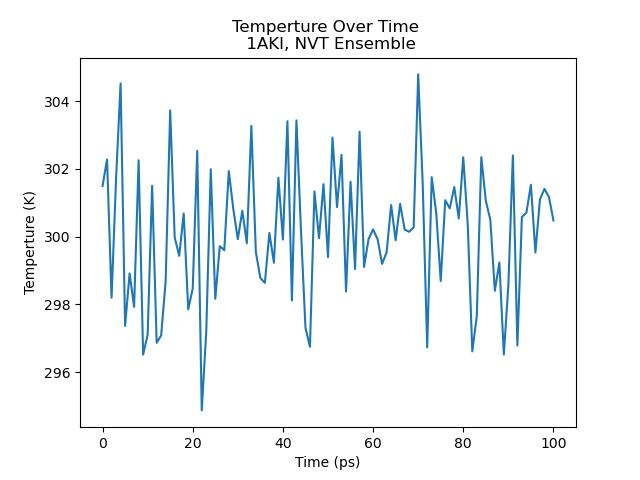 Temperture Over Time
1AKI, NVT Ensemble
Temperture (K)
304
302
300
298
296
0 20 40 60 80 100
Time (ps)